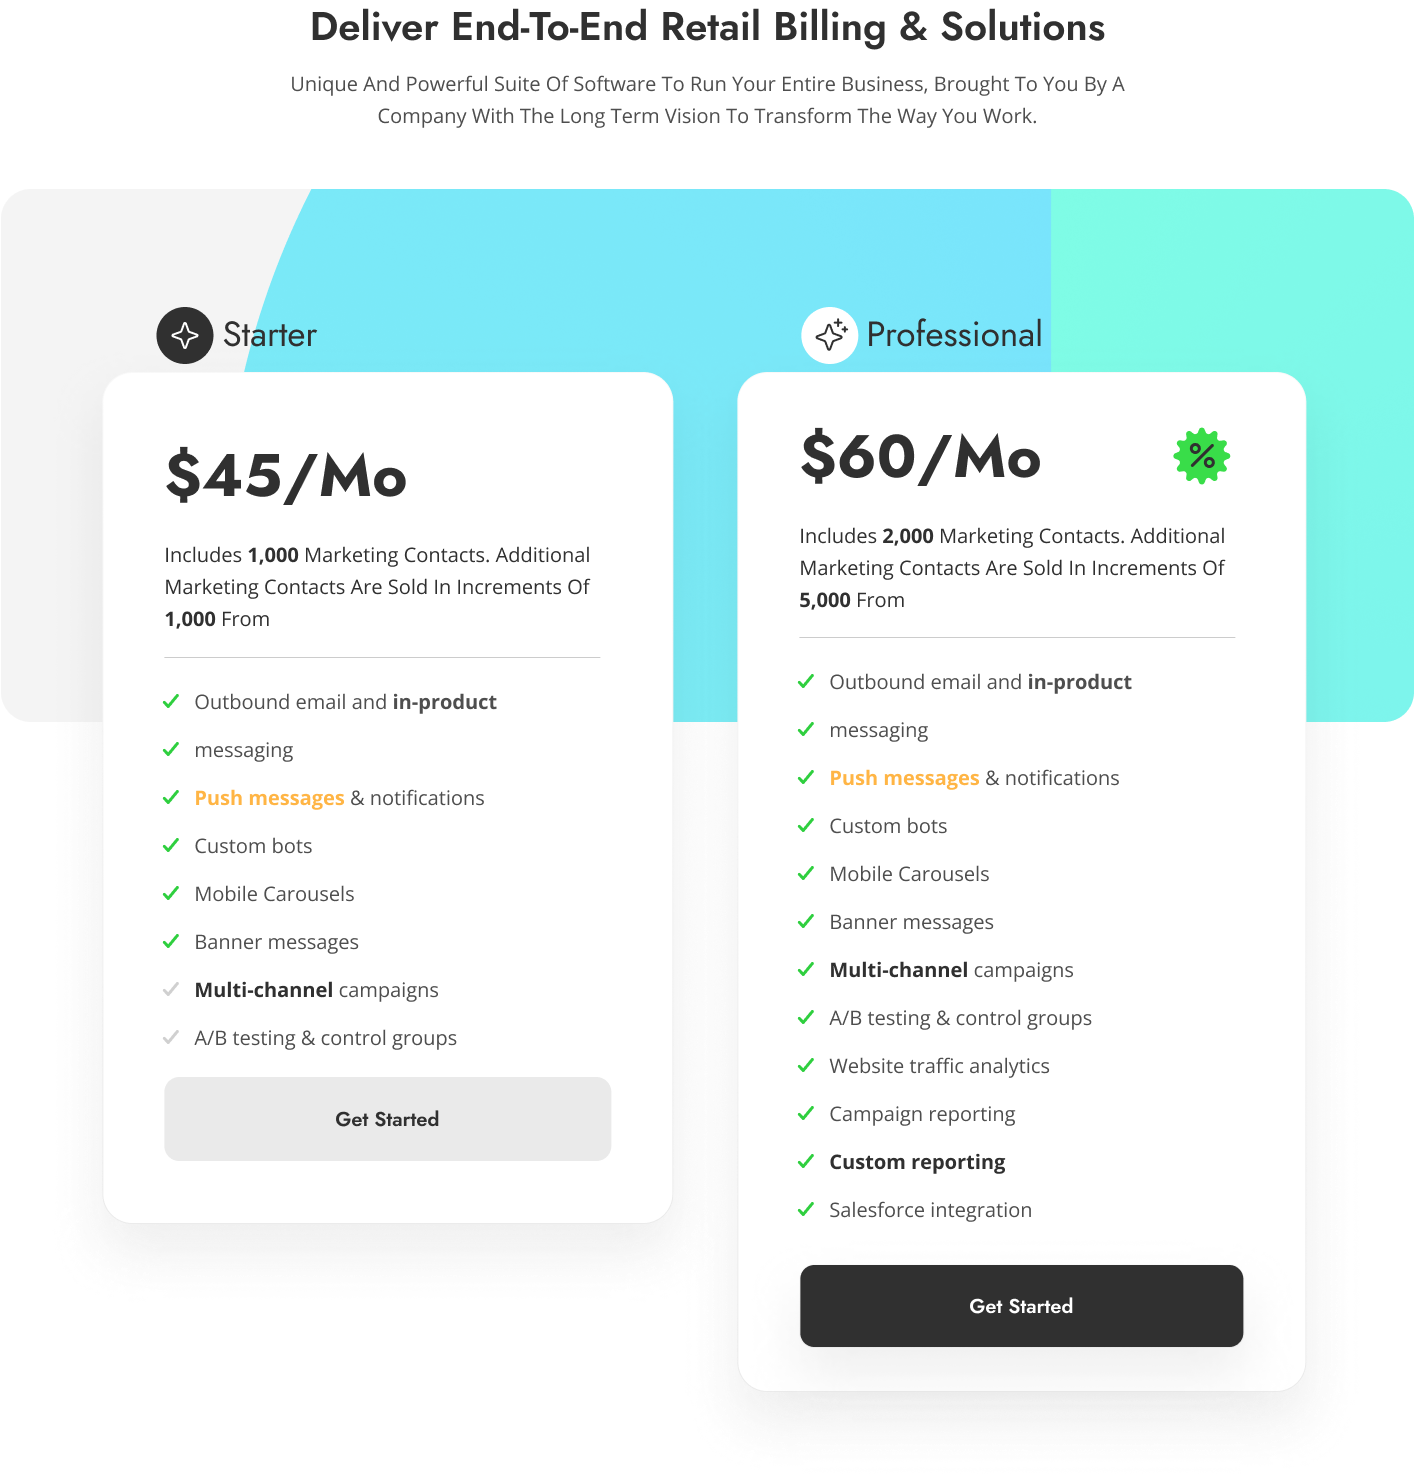 Deliver End-To-End Retail Billing & Solutions
Unique And Powerful Suite Of Software To Run Your Entire Business, Brought To You By A
Company With The Long Term Vision To Transform The Way You Work.
Starter
$45/Mo
Includes 1,000 Marketing Contacts. Additional
Marketing Contacts Are Sold In Increments Of
1,000 From
Outbound email and in-product
messaging
Push messages & notifications
Custom bots
Mobile Carousels
Banner messages
Multi-channel campaigns
A/B testing & control groups
Get Started
Professional
$60/Mo
%
Includes 2,000 Marketing Contacts. Additional
Marketing Contacts Are Sold In Increments Of
5,000 From
Outbound email and in-product
messaging
Push messages & notifications
Custom bots
Mobile Carousels
Banner messages
Multi-channel campaigns
A/B testing & control groups
Website traffic analytics
Campaign reporting
Custom reporting
Salesforce integration
Get Started